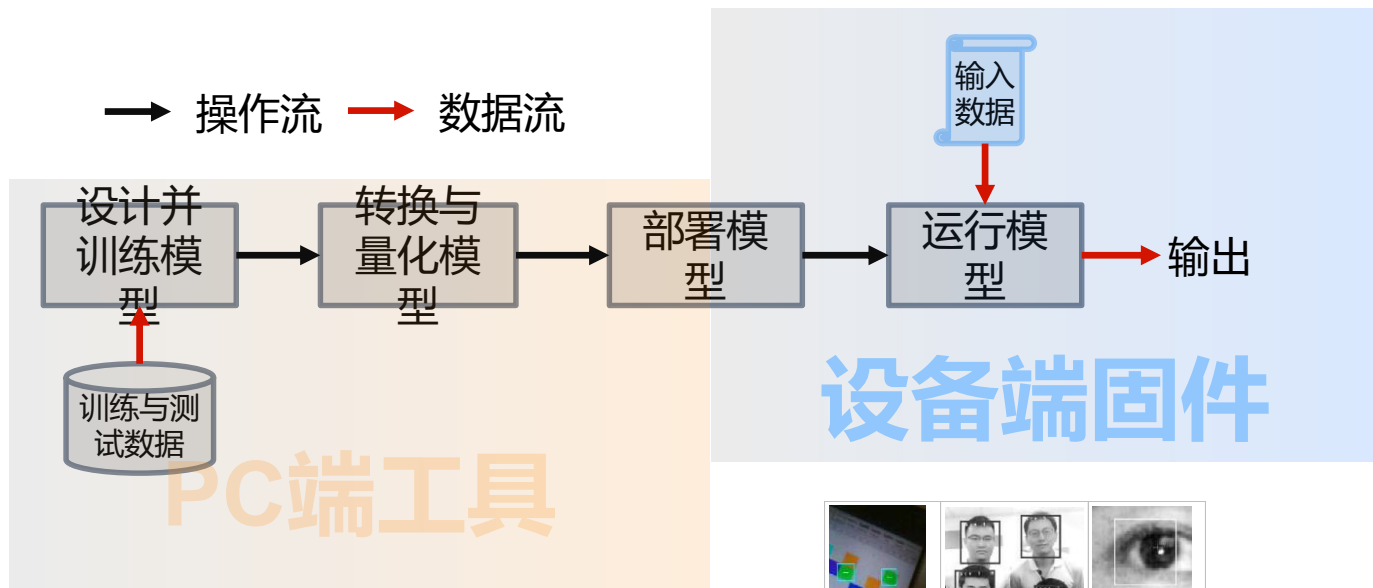 输入
数据
操作流
数据流
设计并
训练模
型
转换与
量化模
型
部署模
型
运行模
型
输出
训练与测
试数据
设备端固件
PC端工具